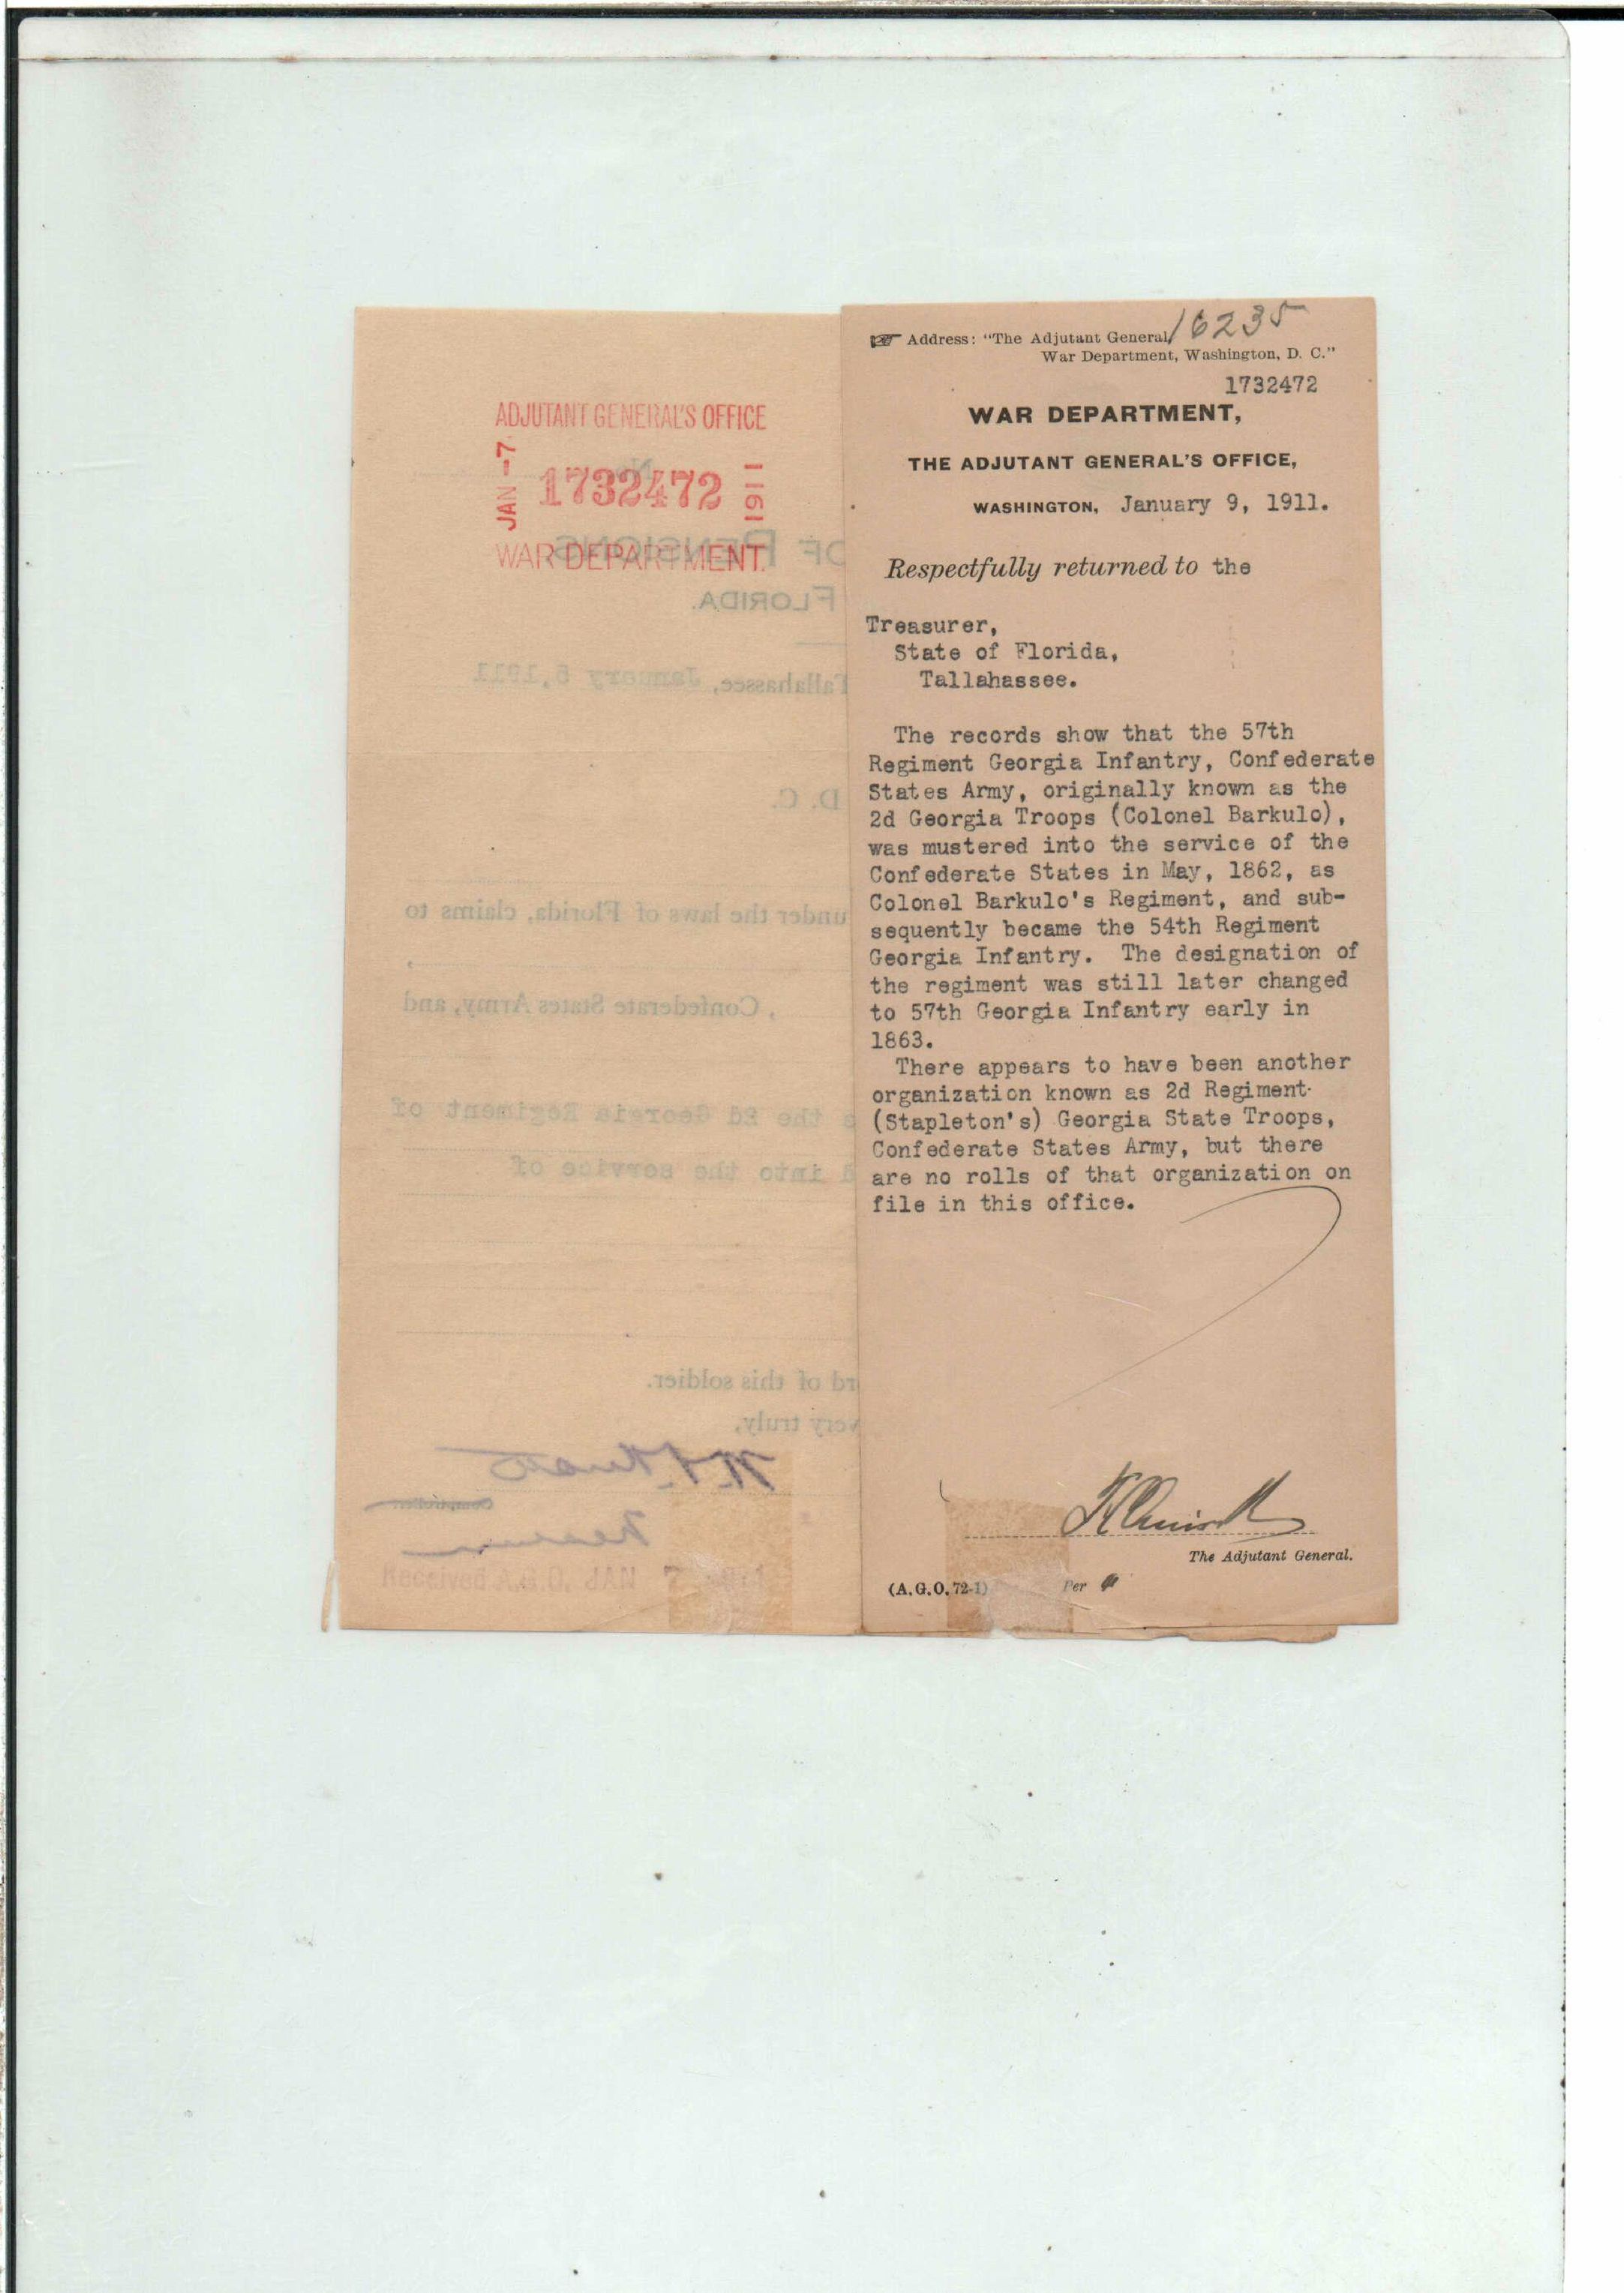 ADJUTANT GENERAL'S OFFICE
JAN -7 1732472 1911
WAR DEPARTMENT.
OF PENSIONS
FLORIDA.
Tallahassee, January 6, 1911
D. C.
under the laws of Florida, claims to
, Confederate States Army, and
the 2d Georgia Regiment of
into the service of
rd of this soldier.
very truly,
Comptroller.
Received A.G.O. JAN 7 1911
16235
Address: "The Adjutant General,
War Department, Washington, D. C."
1732472
WAR DEPARTMENT,
THE ADJUTANT GENERAL'S OFFICE,
WASHINGTON, January 9, 1911.
Respectfully returned to the
Treasurer,
State of Florida,
Tallahassee.
The records show that the 57th
Regiment Georgia Infantry, Confederate
States Army, originally known as the
2d Georgia Troops (Colonel Barkulo),
was mustered into the service of the
Confederate States in May, 1862, as
Colonel Barkulo's Regiment, and sub-
sequently became the 54th Regiment
Georgia Infantry. The designation of
the regiment was still later changed
to 57th Georgia Infantry early in
1863.
There appears to have been another
organization known as 2d Regiment
(Stapleton's) Georgia State Troops,
Confederate States Army, but there
are no rolls of that organization on
file in this office.
The Adjutant General.
(A.G.O. 72-1) Per